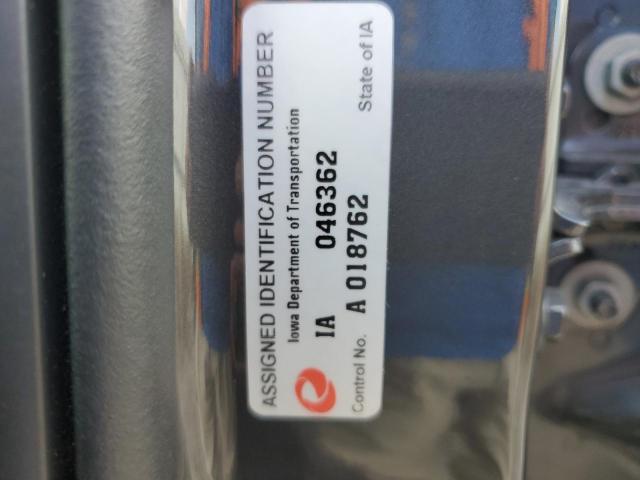 ASSIGNED IDENTIFICATION NUMBER
Iowa Department of Transportation
IA 046362
Control No. A 018762 State of IA